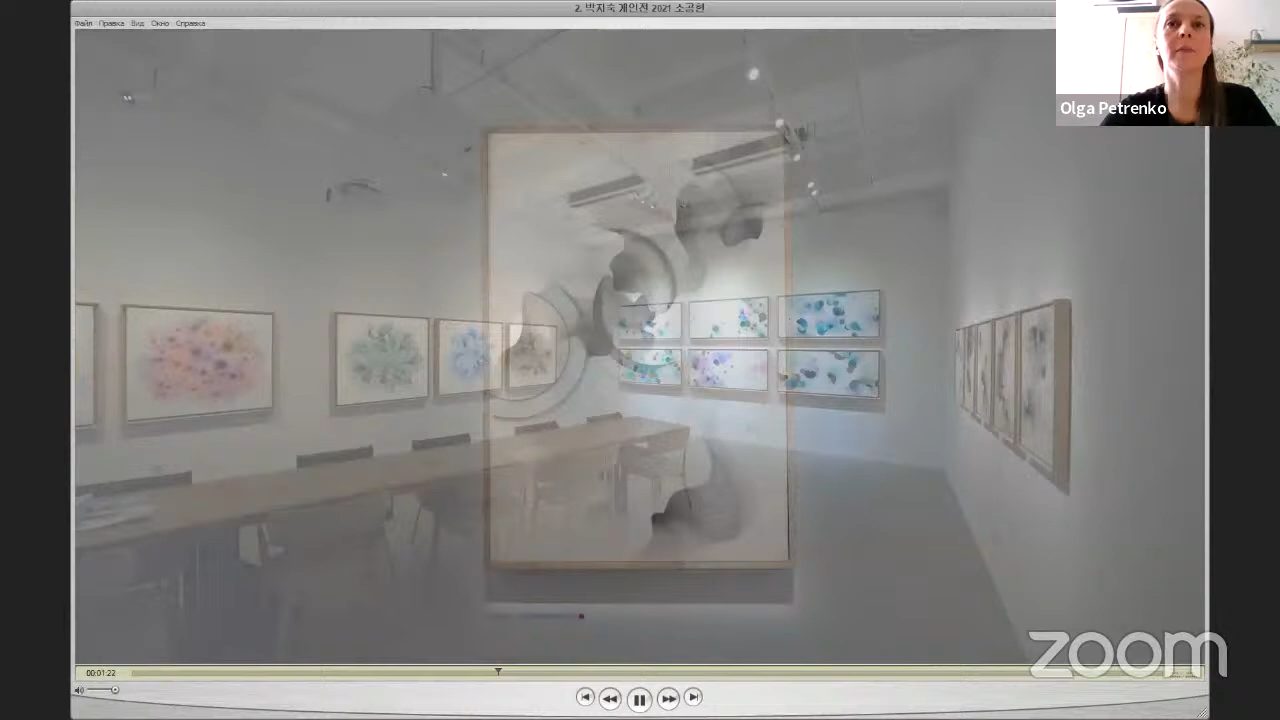 2. 박지숙 개인전 2021 소공헌
Файл Правка Вид Окно Справка
Olga Petrenko
00:01:22
zoom